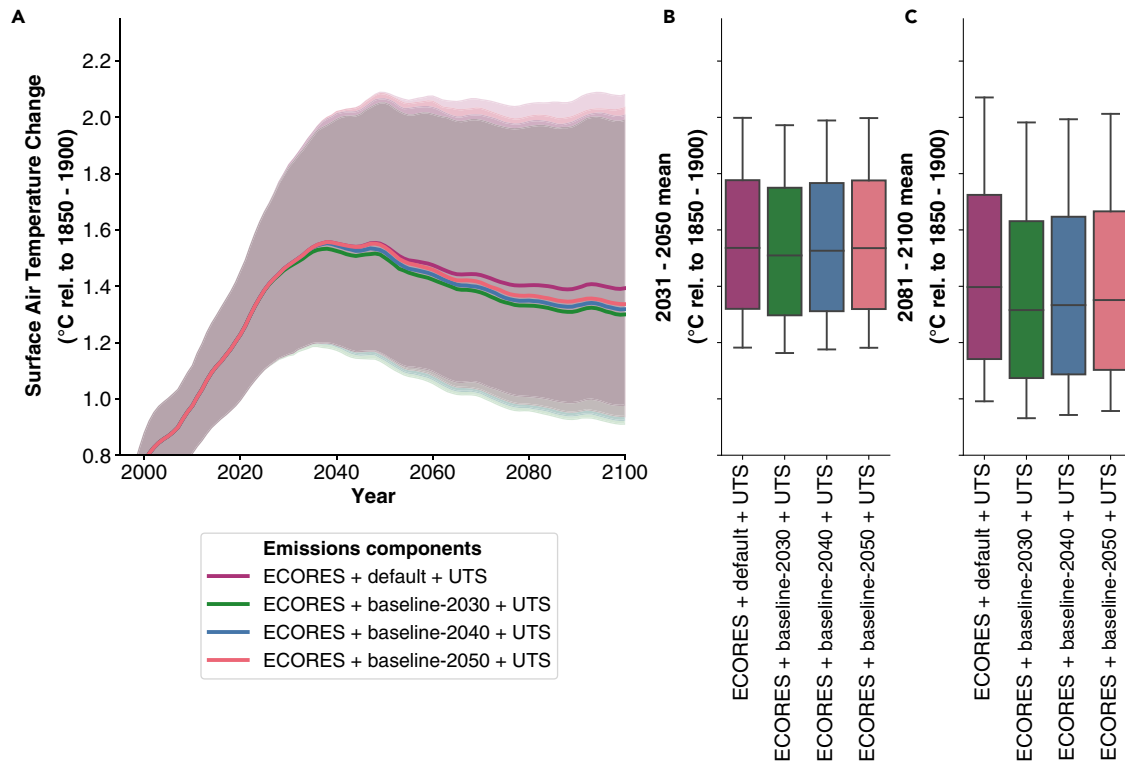 A
Surface Air Temperature Change
(°C rel. to 1850 - 1900)
2.2
2.0
1.8
1.6
1.4
1.2
1.0
0.8
2000
2020
2040
2060
2080
2100
Year
Emissions components
ECORES + default + UTS
ECORES + baseline-2030 + UTS
ECORES + baseline-2040 + UTS
ECORES + baseline-2050 + UTS
B
2031 - 2050 mean
(°C rel. to 1850 - 1900)
ECORES + default + UTS
ECORES + baseline-2030 + UTS
ECORES + baseline-2040 + UTS
ECORES + baseline-2050 + UTS
C
2081 - 2100 mean
(°C rel. to 1850 - 1900)
ECORES + default + UTS
ECORES + baseline-2030 + UTS
ECORES + baseline-2040 + UTS
ECORES + baseline-2050 + UTS